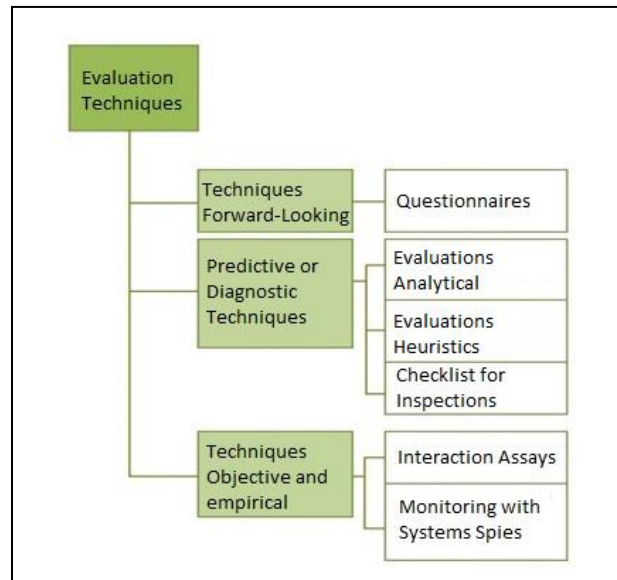 Evaluation
Techniques
Techniques
Forward-Looking
Questionnaires
Predictive or
Diagnostic
Techniques
Evaluations
Analytical
Evaluations
Heuristics
Checklist for
Inspections
Techniques
Objective and
empirical
Interaction Assays
Monitoring with
Systems Spies